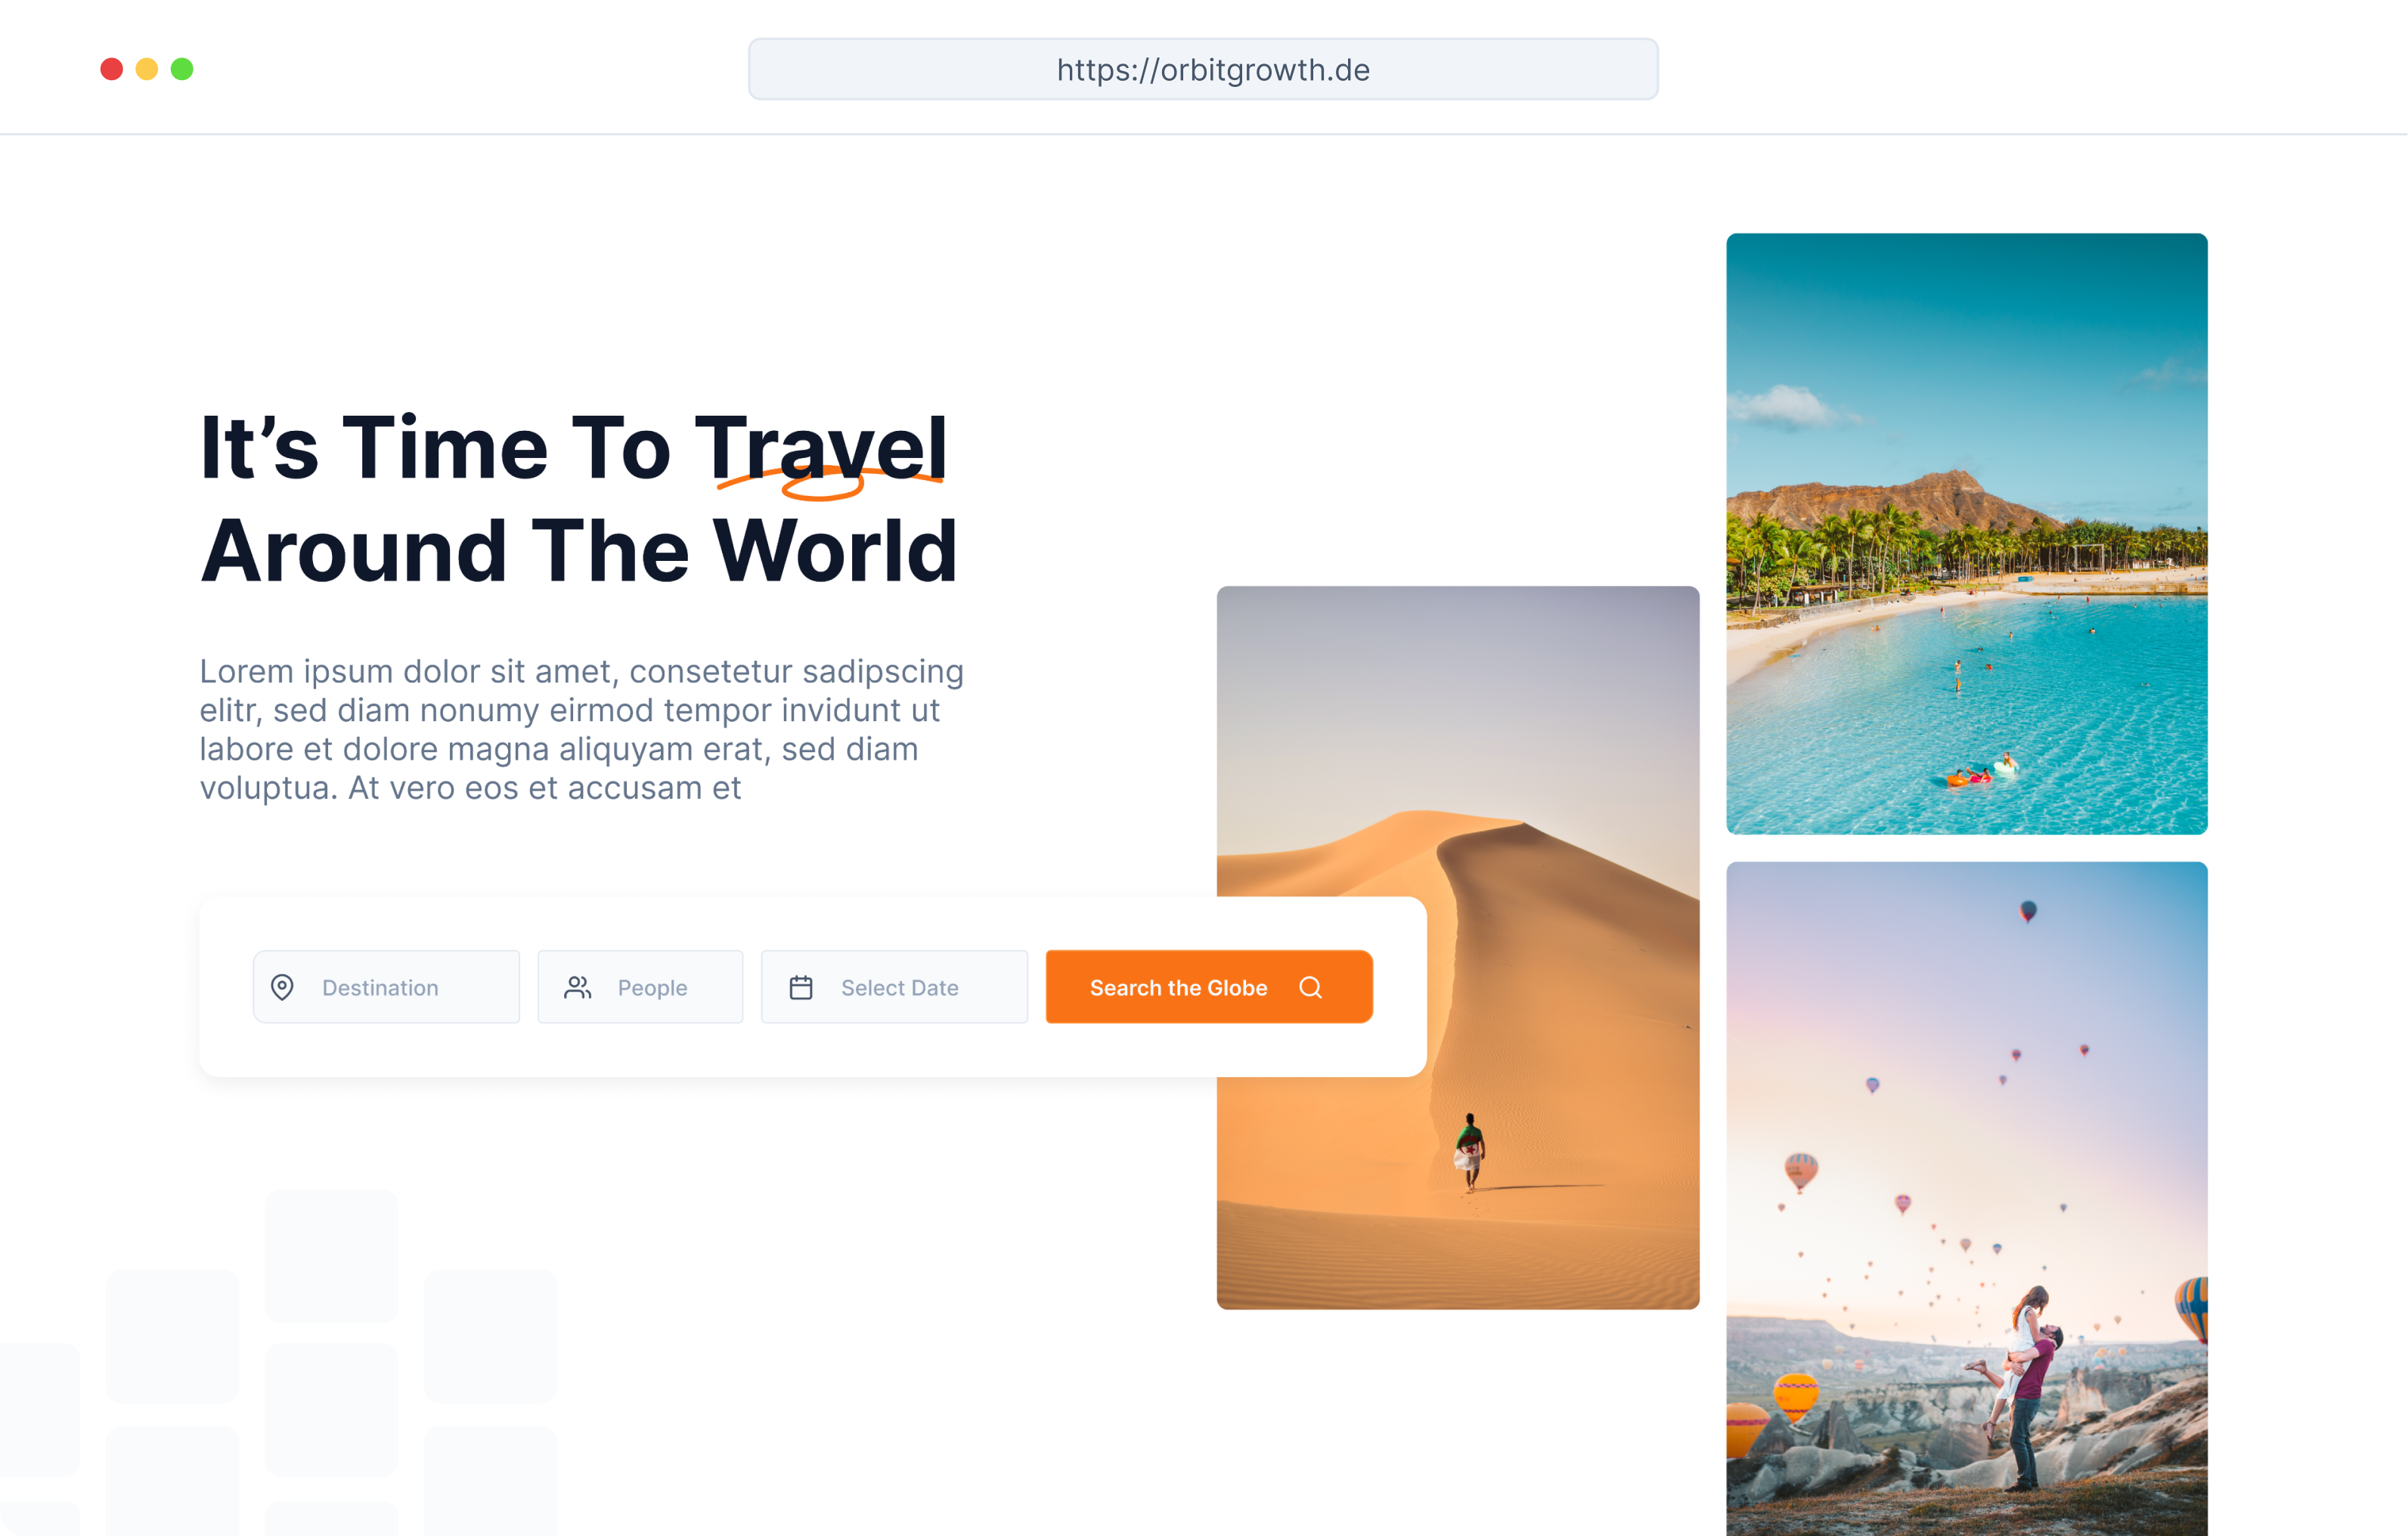 https://orbitgrowth.de
It’s Time To Travel
Around The World
Lorem ipsum dolor sit amet, consetetur sadipscing
elitr, sed diam nonumy eirmod tempor invidunt ut
labore et dolore magna aliquyam erat, sed diam
voluptua. At vero eos et accusam et
Destination
People
Select Date
Search the Globe